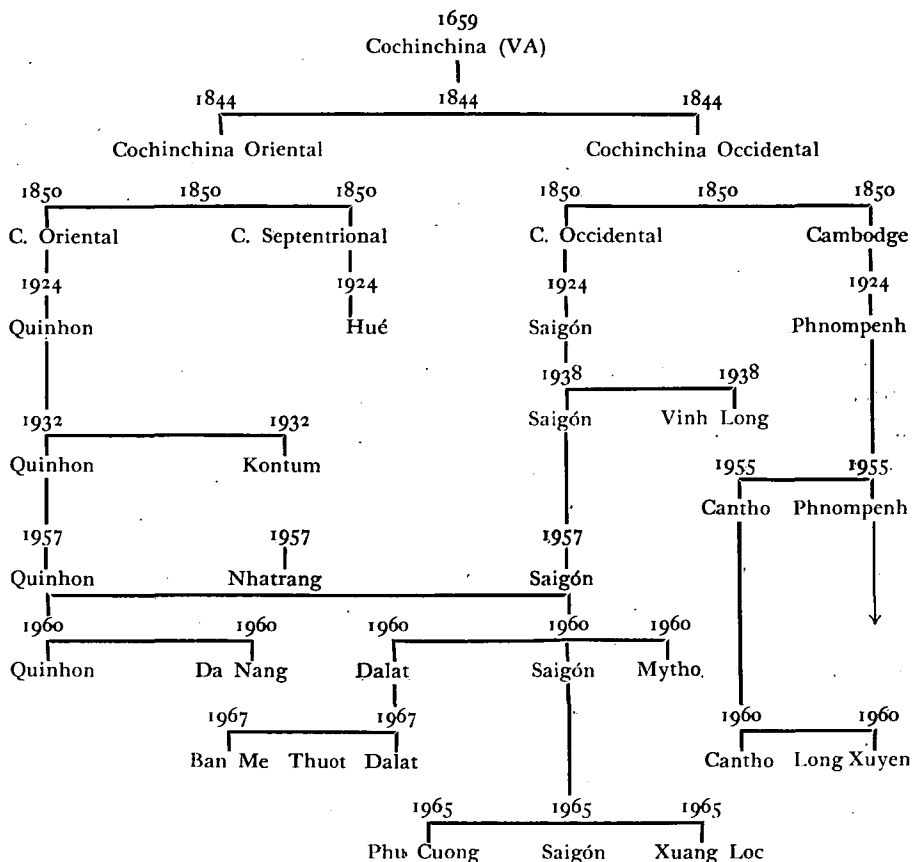 1659
Cochinchina (VA)
1844 1844 1844
Cochinchina Oriental Cochinchina Occidental
1850 1850 1850 1850 1850 1850
C. Oriental C. Septentrional C. Occidental Cambodge
1924 1924 1924 1924
Quinhon Hué Saigón Phnompenh
1938 1938
Saigón Vinh Long
1932 1932
Quinhon Kontum
1955 1955
Cantho Phnompenh
1957 1957 1957
Quinhon Nhatrang Saigón
1960 1960 1960 1960 1960
Quinhon Da Nang Dalat Saigón Mytho
1967 1967
Ban Me Thuot Dalat
1960 1960
Cantho Long Xuyen
1965 1965 1965
Phu Cuong Saigón Xuang Loc